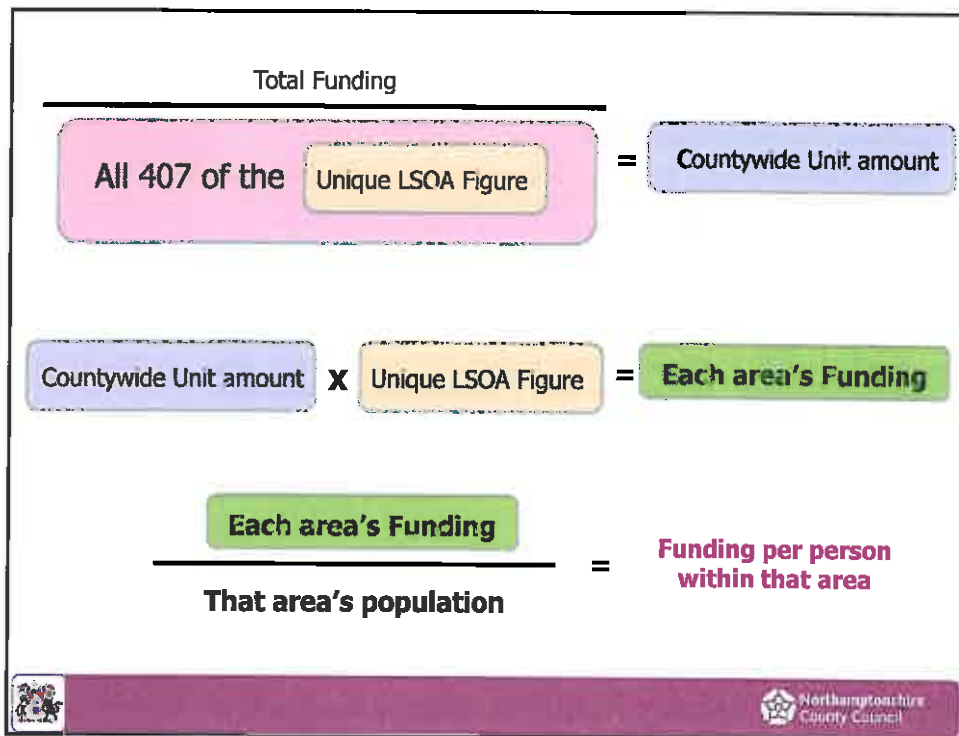 Total Funding
All 407 of the Unique LSOA Figure = Countywide Unit amount
Countywide Unit amount x Unique LSOA Figure = Each area's Funding
Each area's Funding
That area's population
=
Funding per person
within that area
Northamptonshire
County Council